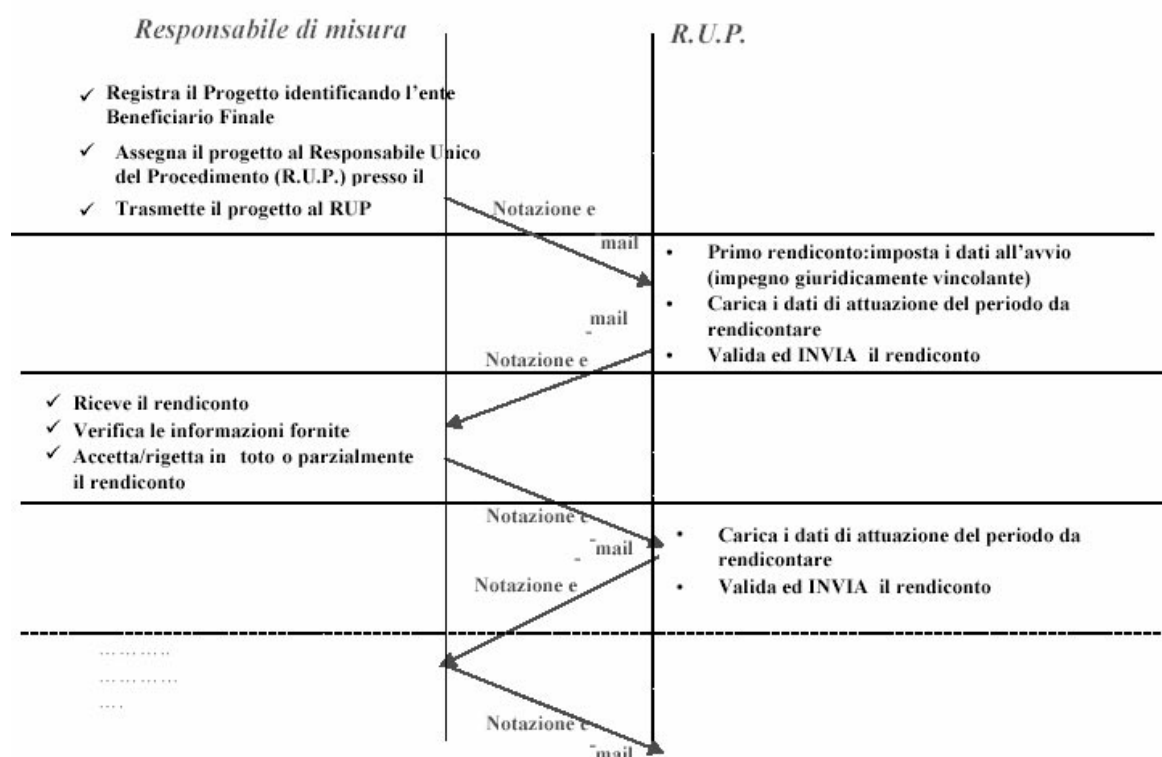 Responsabile di misura
R.U.P.
✓ Registra il Progetto identificando l'ente
Beneficiario Finale
✓ Assegna il progetto al Responsabile Unico
del Procedimento (R.U.P.) presso il
✓ Trasmette il progetto al RUP
Notazione e
-mail
• Primo rendiconto:imposta i dati all'avvio
(impegno giuridicamente vincolante)
• Carica i dati di attuazione del periodo da
rendicontare
• Valida ed INVIA il rendiconto
-mail
Notazione e
✓ Riceve il rendiconto
✓ Verifica le informazioni fornite
✓ Accetta/rigetta in toto o parzialmente
il rendiconto
Notazione e
-mail
• Carica i dati di attuazione del periodo da
rendicontare
• Valida ed INVIA il rendiconto
-
Notazione e
………..
…………
….
Notazione e
-mail